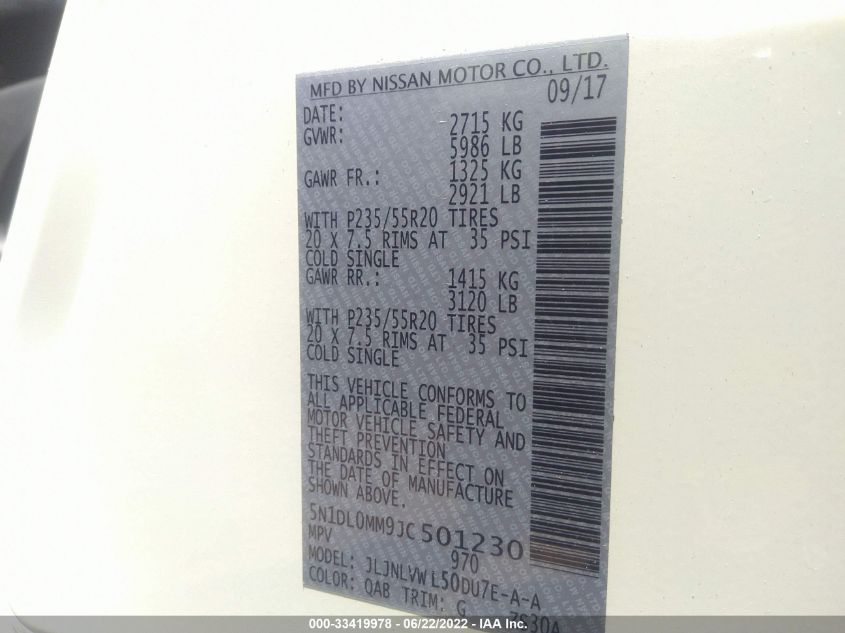 MFD BY NISSAN MOTOR CO., LTD.
DATE: 09/17
GVWR: 2715 KG
5986 LB
GAWR FR.: 1325 KG
2921 LB
WITH P235/55R20 TIRES
20 X 7.5 RIMS AT 35 PSI
COLD SINGLE
GAWR RR.: 1415 KG
3120 LB
WITH P235/55R20 TIRES
20 X 7.5 RIMS AT 35 PSI
COLD SINGLE
THIS VEHICLE CONFORMS TO
ALL APPLICABLE FEDERAL
MOTOR VEHICLE SAFETY AND
THEFT PREVENTION
STANDARDS IN EFFECT ON
THE DATE OF MANUFACTURE
SHOWN ABOVE.
5N1DL0MM9JC501230
MPV 970
MODEL: JLJNLVWL50DU7E-A-A
COLOR: QAB TRIM: G 7S30A
000-33419978 - 06/22/2022 - IAA Inc.